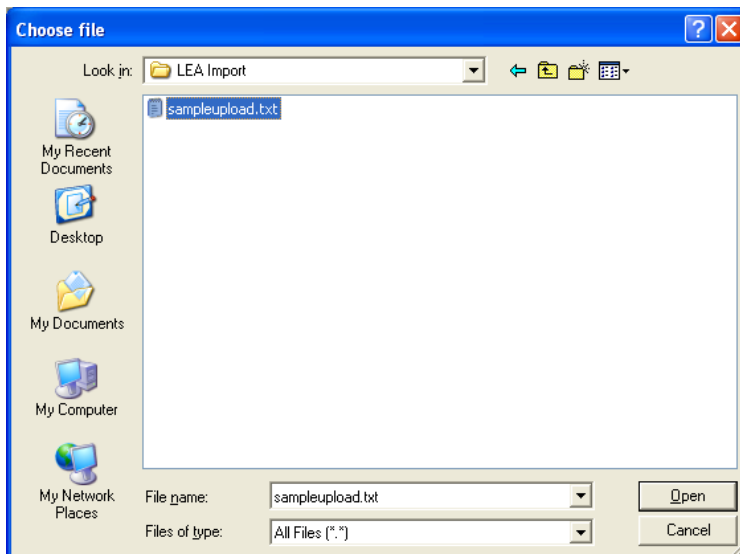 Choose file
Look in:
LEA Import
sampleupload.txt
My Recent
Documents
Desktop
My Documents
My Computer
My Network
Places
File name:
sampleupload.txt
Open
Files of type:
All Files (*.*)
Cancel